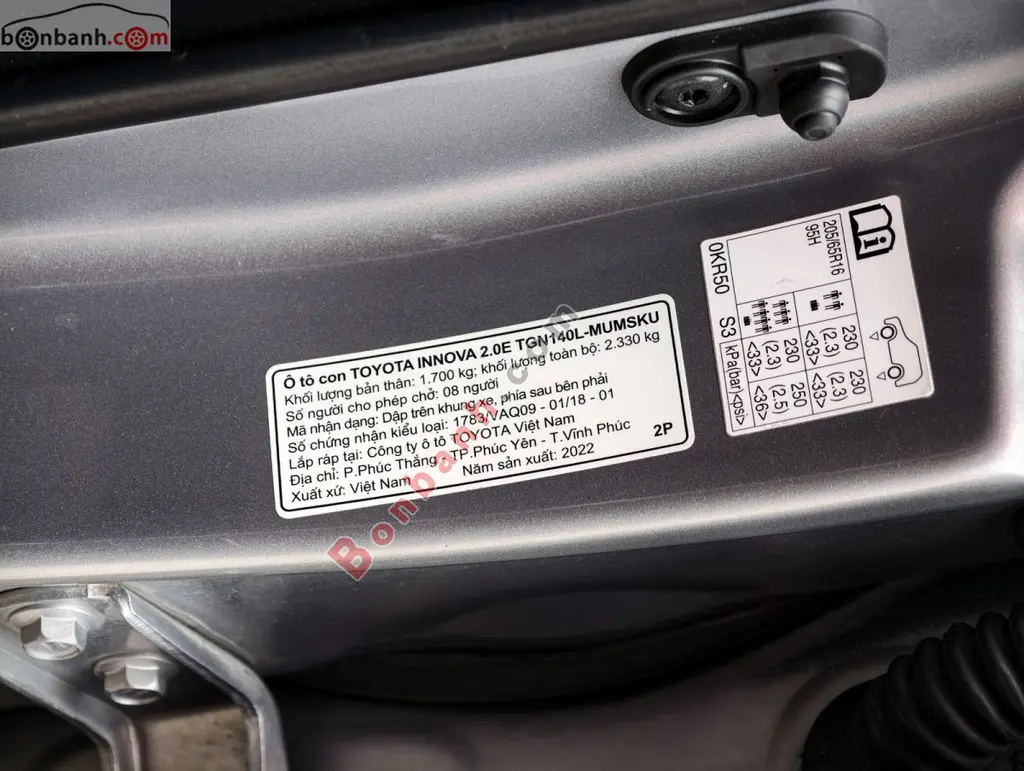 bonbanh.com
Ô tô con TOYOTA INNOVA 2.0E TGN140L-MUMSKU
Khối lượng bản thân: 1.700 kg; khối lượng toàn bộ: 2.330 kg
Số người cho phép chở: 08 người
Mã nhận dạng: Dập trên khung xe, phía sau bên phải
Số chứng nhận kiểu loại: 1783/VAQ09 - 01/18 - 01
Lắp ráp tại: Công ty ô tô TOYOTA Việt Nam
Địa chỉ: P.Phúc Thắng - TP.Phúc Yên - T.Vĩnh Phúc
Xuất xứ: Việt Nam Năm sản xuất: 2022 2P
Bonbanh.com
205/65R16
95H
230
(2.3)
<33>
230
(2.3)
<33>
230
(2.3)
<33>
250
(2.5)
<36>
0KR50 S3 kPa(bar)<psi>